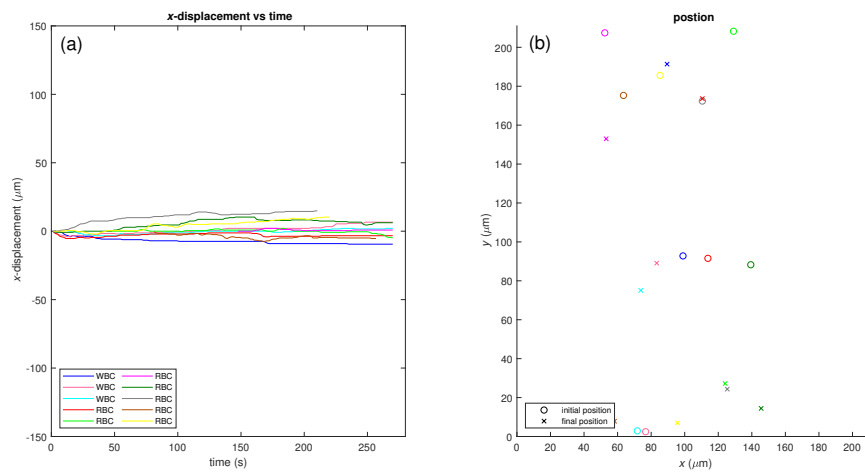 x-displacement vs time
(a)
150
100
50
0
-50
-100
-150
x-displacement (μm)
WBC RBC
WBC RBC
WBC RBC
RBC RBC
RBC RBC
0 50 100 150 200 250
time (s)
postion
(b)
200
180
160
140
120
100
80
60
40
20
0
y (μm)
initial position
final position
0 20 40 60 80 100 120 140 160 180 200
x (μm)